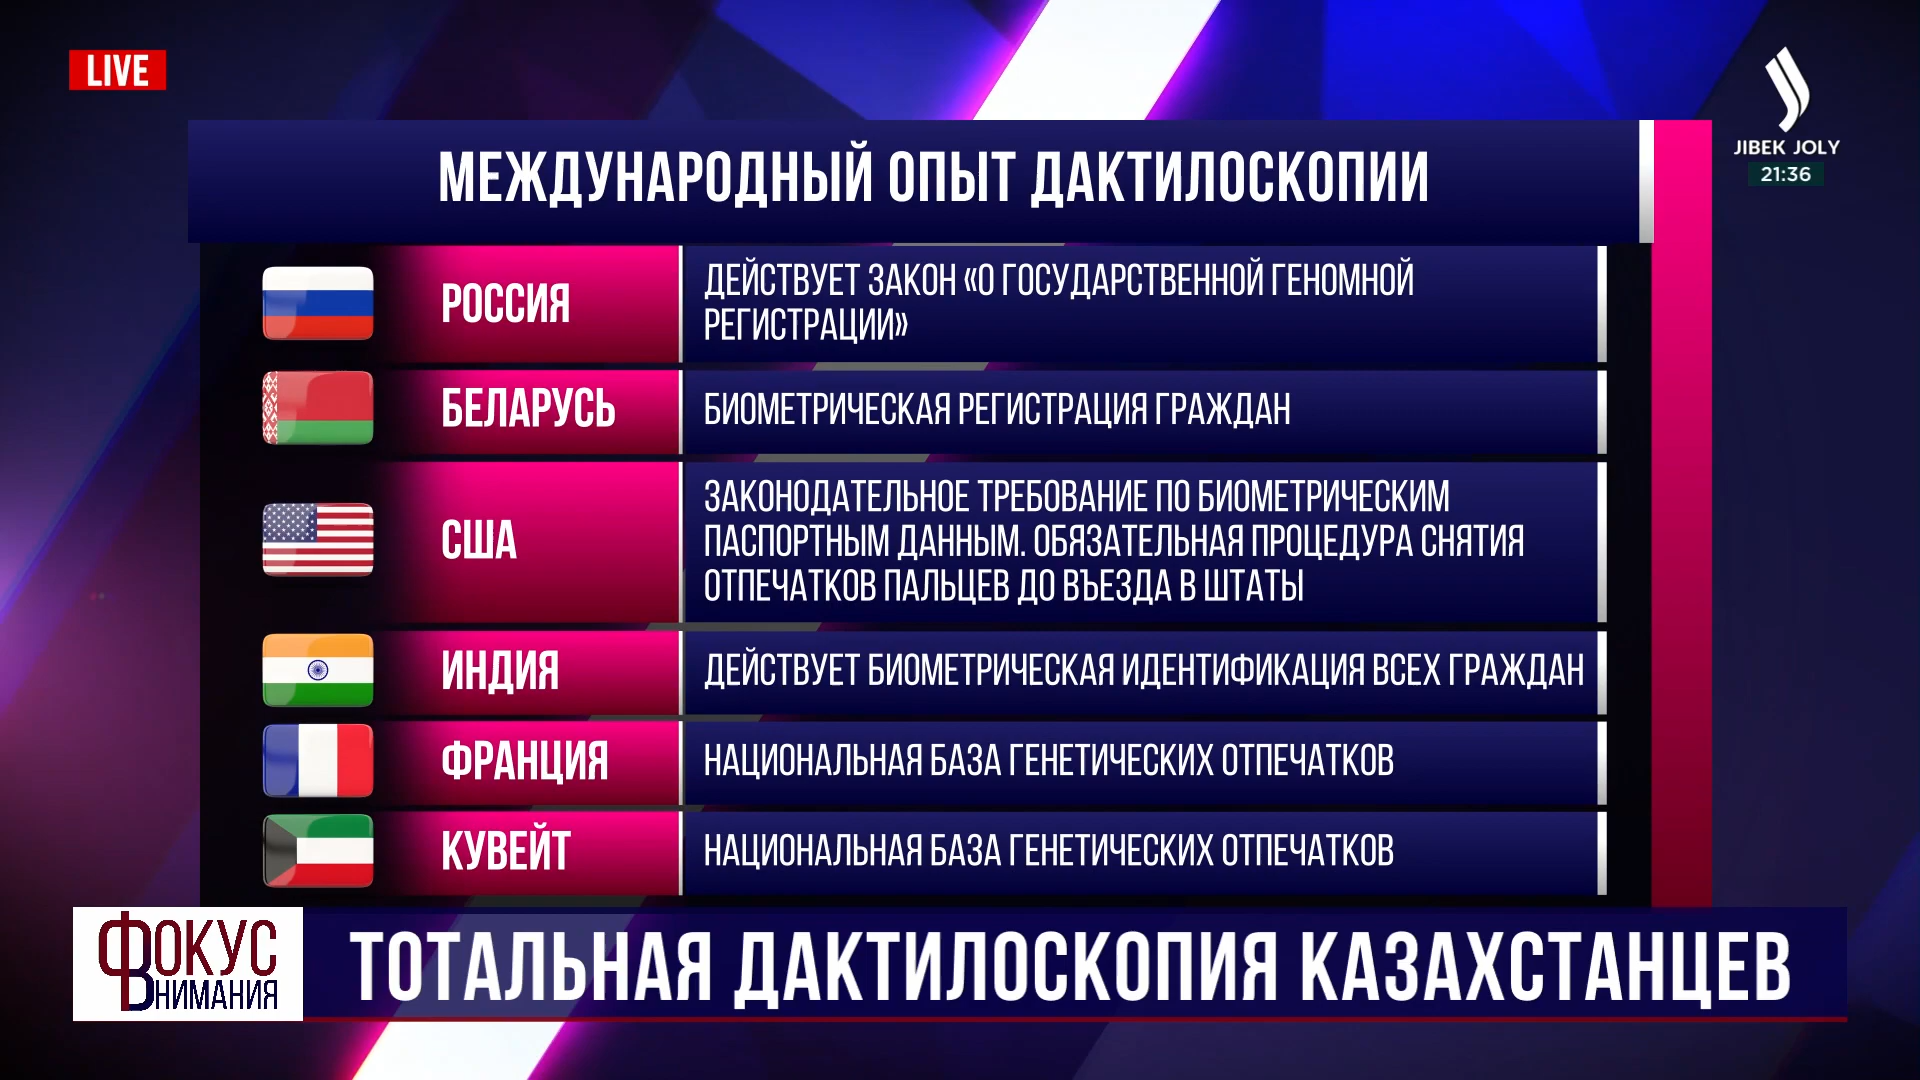 LIVE
JIBEK JOLY
21:36
МЕЖДУНАРОДНЫЙ ОПЫТ ДАКТИЛОСКОПИИ
РОССИЯ
ДЕЙСТВУЕТ ЗАКОН «О ГОСУДАРСТВЕННОЙ ГЕНОМНОЙ
РЕГИСТРАЦИИ»
БЕЛАРУСЬ
БИОМЕТРИЧЕСКАЯ РЕГИСТРАЦИЯ ГРАЖДАН
США
ЗАКОНОДАТЕЛЬНОЕ ТРЕБОВАНИЕ ПО БИОМЕТРИЧЕСКИМ
ПАСПОРТНЫМ ДАННЫМ. ОБЯЗАТЕЛЬНАЯ ПРОЦЕДУРА СНЯТИЯ
ОТПЕЧАТКОВ ПАЛЬЦЕВ ДО ВЪЕЗДА В ШТАТЫ
ИНДИЯ
ДЕЙСТВУЕТ БИОМЕТРИЧЕСКАЯ ИДЕНТИФИКАЦИЯ ВСЕХ ГРАЖДАН
ФРАНЦИЯ
НАЦИОНАЛЬНАЯ БАЗА ГЕНЕТИЧЕСКИХ ОТПЕЧАТКОВ
КУВЕЙТ
НАЦИОНАЛЬНАЯ БАЗА ГЕНЕТИЧЕСКИХ ОТПЕЧАТКОВ
ФОКУС
ВНИМАНИЯ
ТОТАЛЬНАЯ ДАКТИЛОСКОПИЯ КАЗАХСТАНЦЕВ